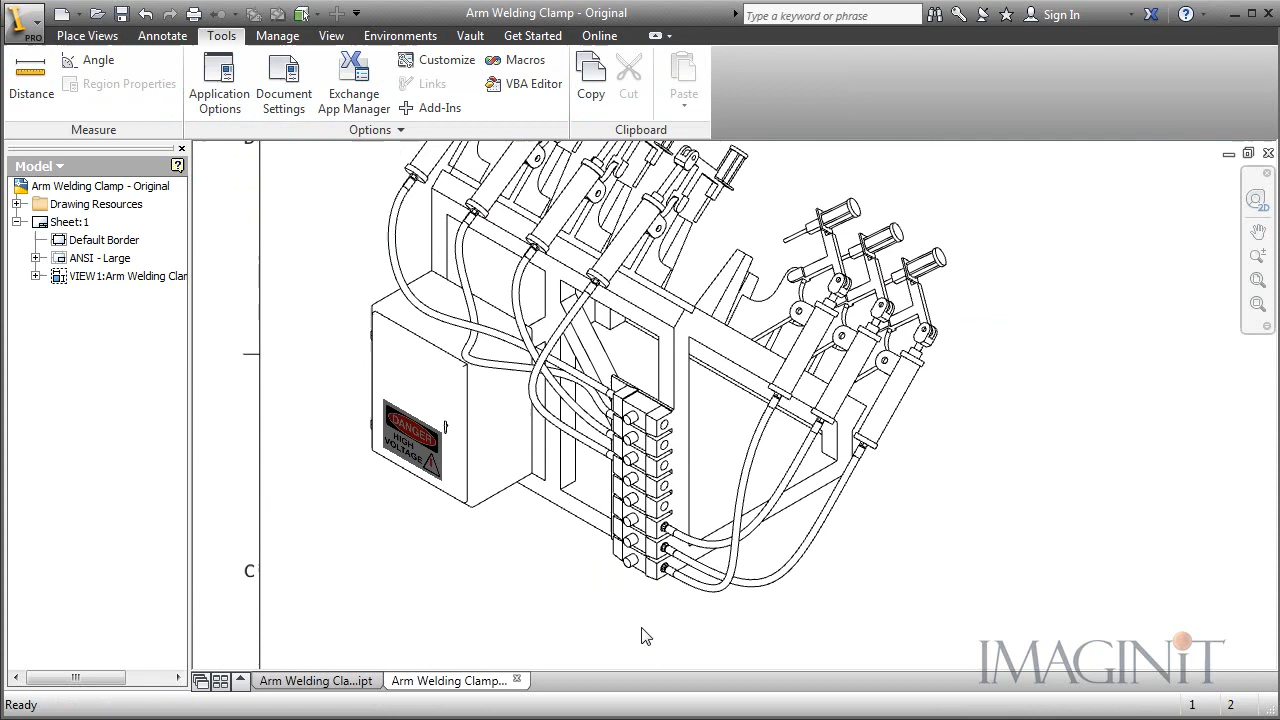 PRO
Arm Welding Clamp - Original
Type a keyword or phrase
Sign In
Place Views
Annotate
Tools
Manage
View
Environments
Vault
Get Started
Online
Distance
Angle
Region Properties
Measure
Application Options
Document Settings
Exchange App Manager
Customize
Links
Add-Ins
Macros
VBA Editor
Options
Copy
Cut
Paste
Clipboard
Model
Arm Welding Clamp - Original
Drawing Resources
Sheet:1
Default Border
ANSI - Large
VIEW1:Arm Welding Clar
2D
DANGER
HIGH
VOLTAGE
C
IMAGINiT
Arm Welding Cla...ipt
Arm Welding Clamp...
Ready
1
2